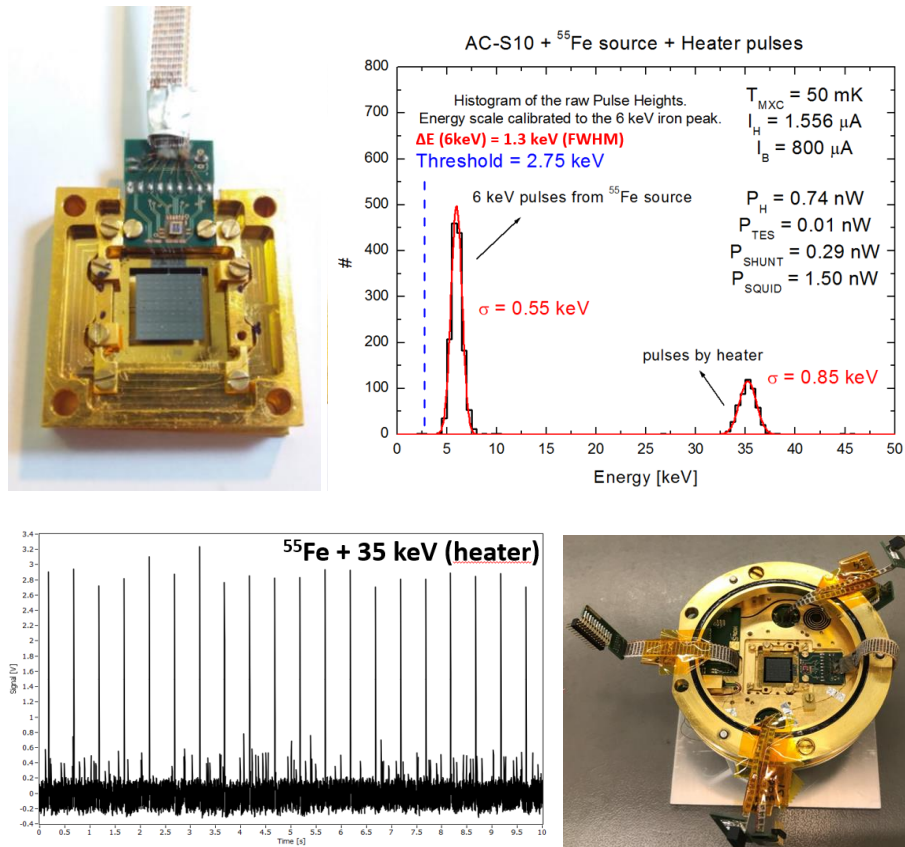 AC-S10 + ⁵⁵Fe source + Heater pulses
800
700
600
500
400
300
200
100
0
#
Histogram of the raw Pulse Heights.
Energy scale calibrated to the 6 keV iron peak.
ΔE (6keV) = 1.3 keV (FWHM)
Threshold = 2.75 keV
6 keV pulses from ⁵⁵Fe source
σ = 0.55 keV
pulses by heater
σ = 0.85 keV
T_MXC = 50 mK
I_H = 1.556 μA
I_B = 800 μA
P_H = 0.74 nW
P_TES = 0.01 nW
P_SHUNT = 0.29 nW
P_SQUID = 1.50 nW
0 5 10 15 20 25 30 35 40 45 50
Energy [keV]
⁵⁵Fe + 35 keV (heater)
3.4
3.2
3
2.8
2.6
2.4
2.2
2
1.8
1.6
1.4
1.2
1
0.8
0.6
0.4
0.2
0
-0.2
-0.4
Signal [V]
0 0.5 1 1.5 2 2.5 3 3.5 4 4.5 5 5.5 6 6.5 7 7.5 8 8.5 9 9.5 10
Time [s]